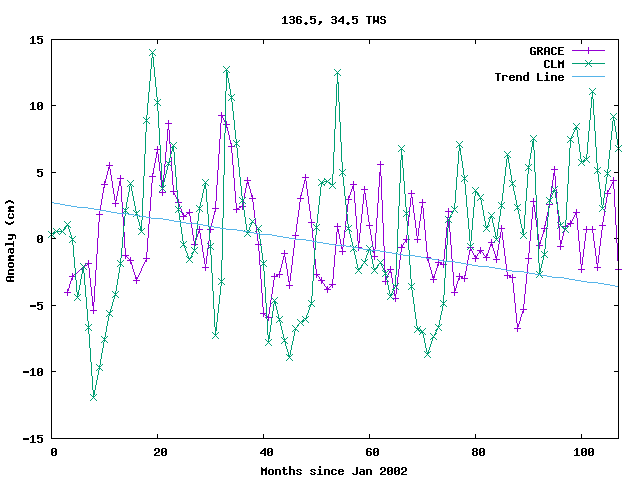 136.5, 34.5 TWS
GRACE
CLM
Trend Line
15
10
5
0
-5
-10
-15
Anomaly (cm)
0 20 40 60 80 100
Months since Jan 2002